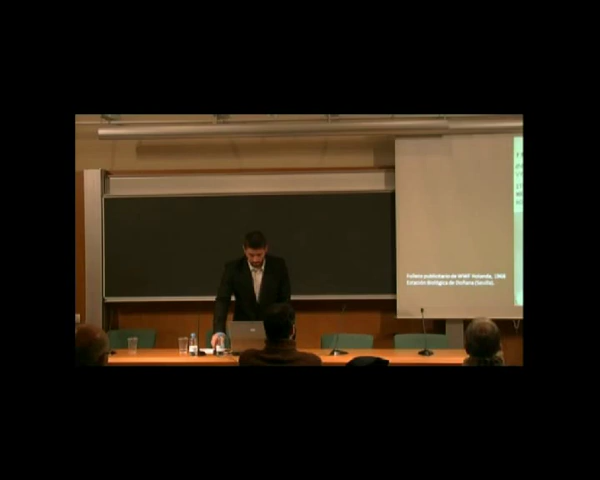 Folleto publicitario de WWF Holanda, 1968
Estación Biológica de Doñana (Sevilla).